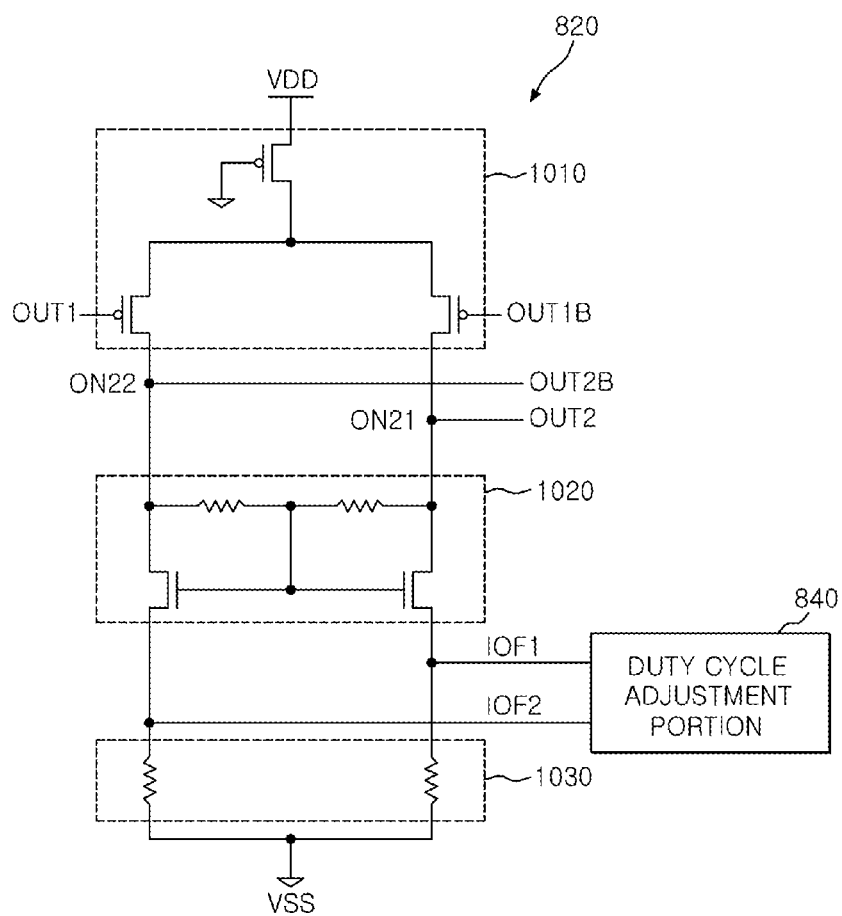 820
VDD
1010
OUT1
OUT1B
ON22
OUT2B
ON21
OUT2
1020
840
IOF1
DUTY CYCLE
ADJUSTMENT
PORTION
IOF2
1030
VSS